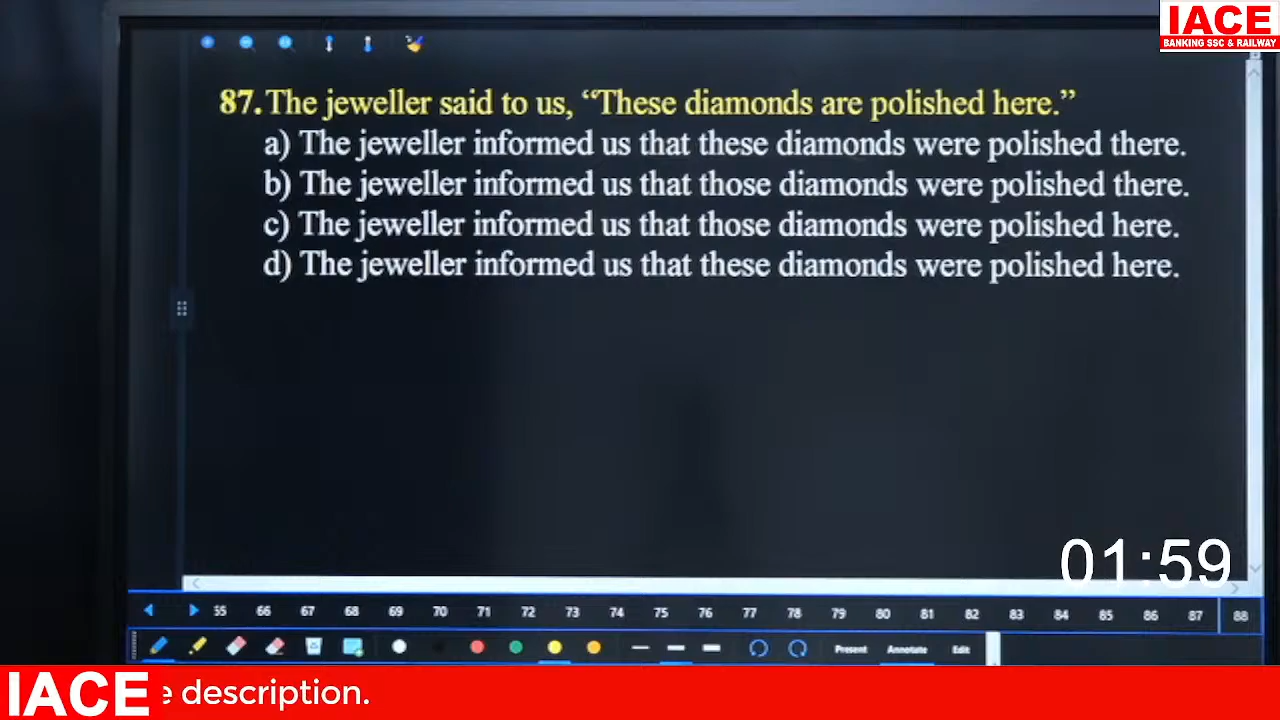 IACE
BANKING SSC & RAILWAY
87. The jeweller said to us, “These diamonds are polished here.”
a) The jeweller informed us that these diamonds were polished there.
b) The jeweller informed us that those diamonds were polished there.
c) The jeweller informed us that those diamonds were polished here.
d) The jeweller informed us that these diamonds were polished here.
01:59
55 66 67 68 69 70 71 72 73 74 75 76 77 78 79 80 81 82 83 84 85 86 87 88
Present Annotate Edit
IACE e description.